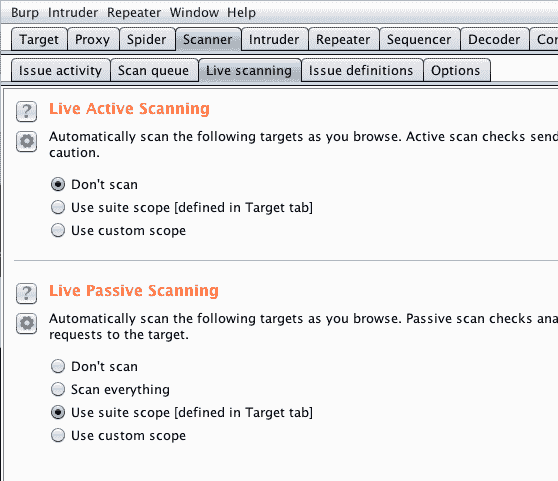 Burp Intruder Repeater Window Help
Target Proxy Spider Scanner Intruder Repeater Sequencer Decoder
Issue activity Scan queue Live scanning Issue definitions Options
? Live Active Scanning
Automatically scan the following targets as you browse. Active scan checks send
caution.
Don't scan
Use suite scope [defined in Target tab]
Use custom scope
? Live Passive Scanning
Automatically scan the following targets as you browse. Passive scan checks
requests to the target.
Don't scan
Scan everything
Use suite scope [defined in Target tab]
Use custom scope